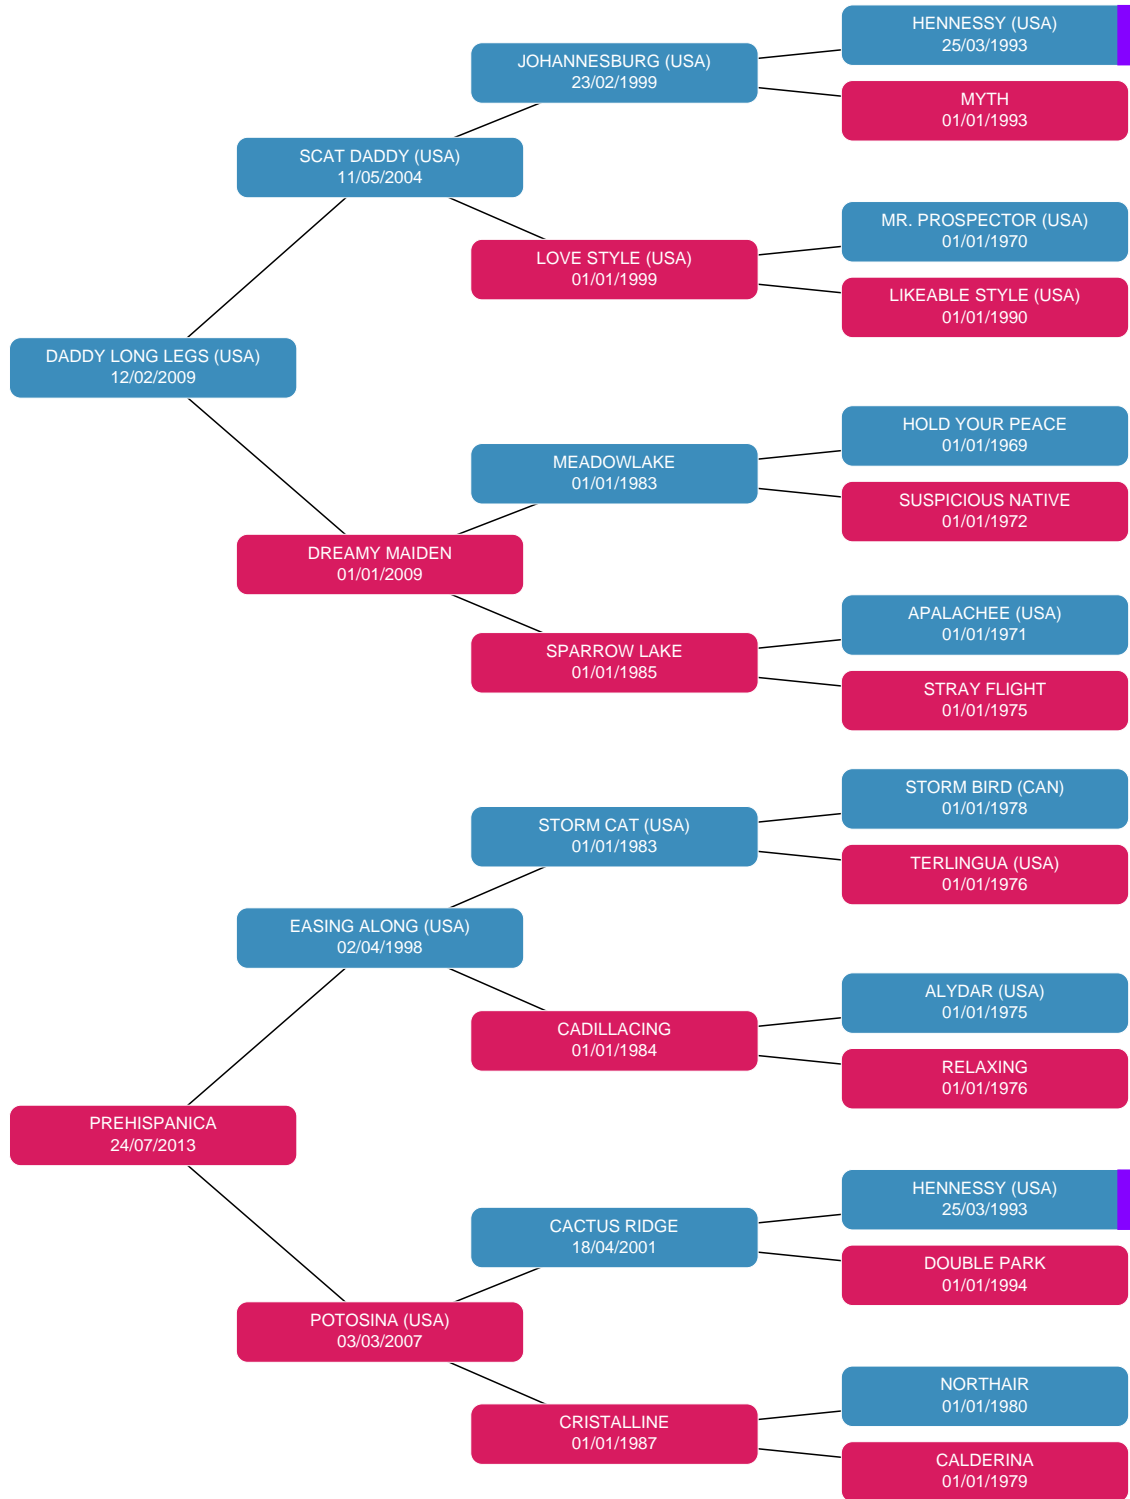 HENNESSY (USA)
25/03/1993
JOHANNESBURG (USA)
23/02/1999
MYTH
01/01/1993
SCAT DADDY (USA)
11/05/2004
MR. PROSPECTOR (USA)
01/01/1970
LOVE STYLE (USA)
01/01/1999
LIKEABLE STYLE (USA)
01/01/1990
DADDY LONG LEGS (USA)
12/02/2009
HOLD YOUR PEACE
01/01/1969
MEADOWLAKE
01/01/1983
SUSPICIOUS NATIVE
01/01/1972
DREAMY MAIDEN
01/01/2009
APALACHEE (USA)
01/01/1971
SPARROW LAKE
01/01/1985
STRAY FLIGHT
01/01/1975
STORM BIRD (CAN)
01/01/1978
STORM CAT (USA)
01/01/1983
TERLINGUA (USA)
01/01/1976
EASING ALONG (USA)
02/04/1998
ALYDAR (USA)
01/01/1975
CADILLACING
01/01/1984
RELAXING
01/01/1976
PREHISPANICA
24/07/2013
HENNESSY (USA)
25/03/1993
CACTUS RIDGE
18/04/2001
DOUBLE PARK
01/01/1994
POTOSINA (USA)
03/03/2007
NORTHAIR
01/01/1980
CRISTALLINE
01/01/1987
CALDERINA
01/01/1979